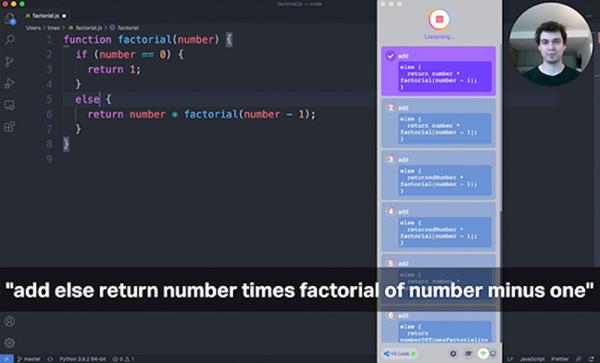 factorial.js — code
factorial.js
Users > tmac > factorial.js > factorial
1 function factorial(number) {
2 if (number == 0) {
3 return 1;
4 }
5 else {
6 return number * factorial(number - 1);
7 }
8 }
9
Listening...
add
else {
return number *
factorial(number - 1);
}
2 add
else {
return number *
factorial[number - 1];
}
3 add
else {
returnedNumber *
factorial(number - 1);
}
4 add
else {
returnedNumber *
factorial[number - 1];
}
5 add
else {
return number *
"add else return number times factorial of number minus one"
6 add
else {
return
numberOfTimesFactorial(nu
VS Code
master
Python 3.8.2 64-bit
0
1
LF
JavaScript
Prettier